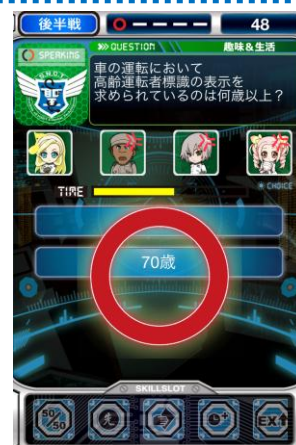 後半戦
48
SPEAKING
QUESTION
趣味&生活
車の運転において
高齢運転者標識の表示を
求められているのは何歳以上?
TIME
CHOICE
70歳
SKILLSLOT
50/50
EX